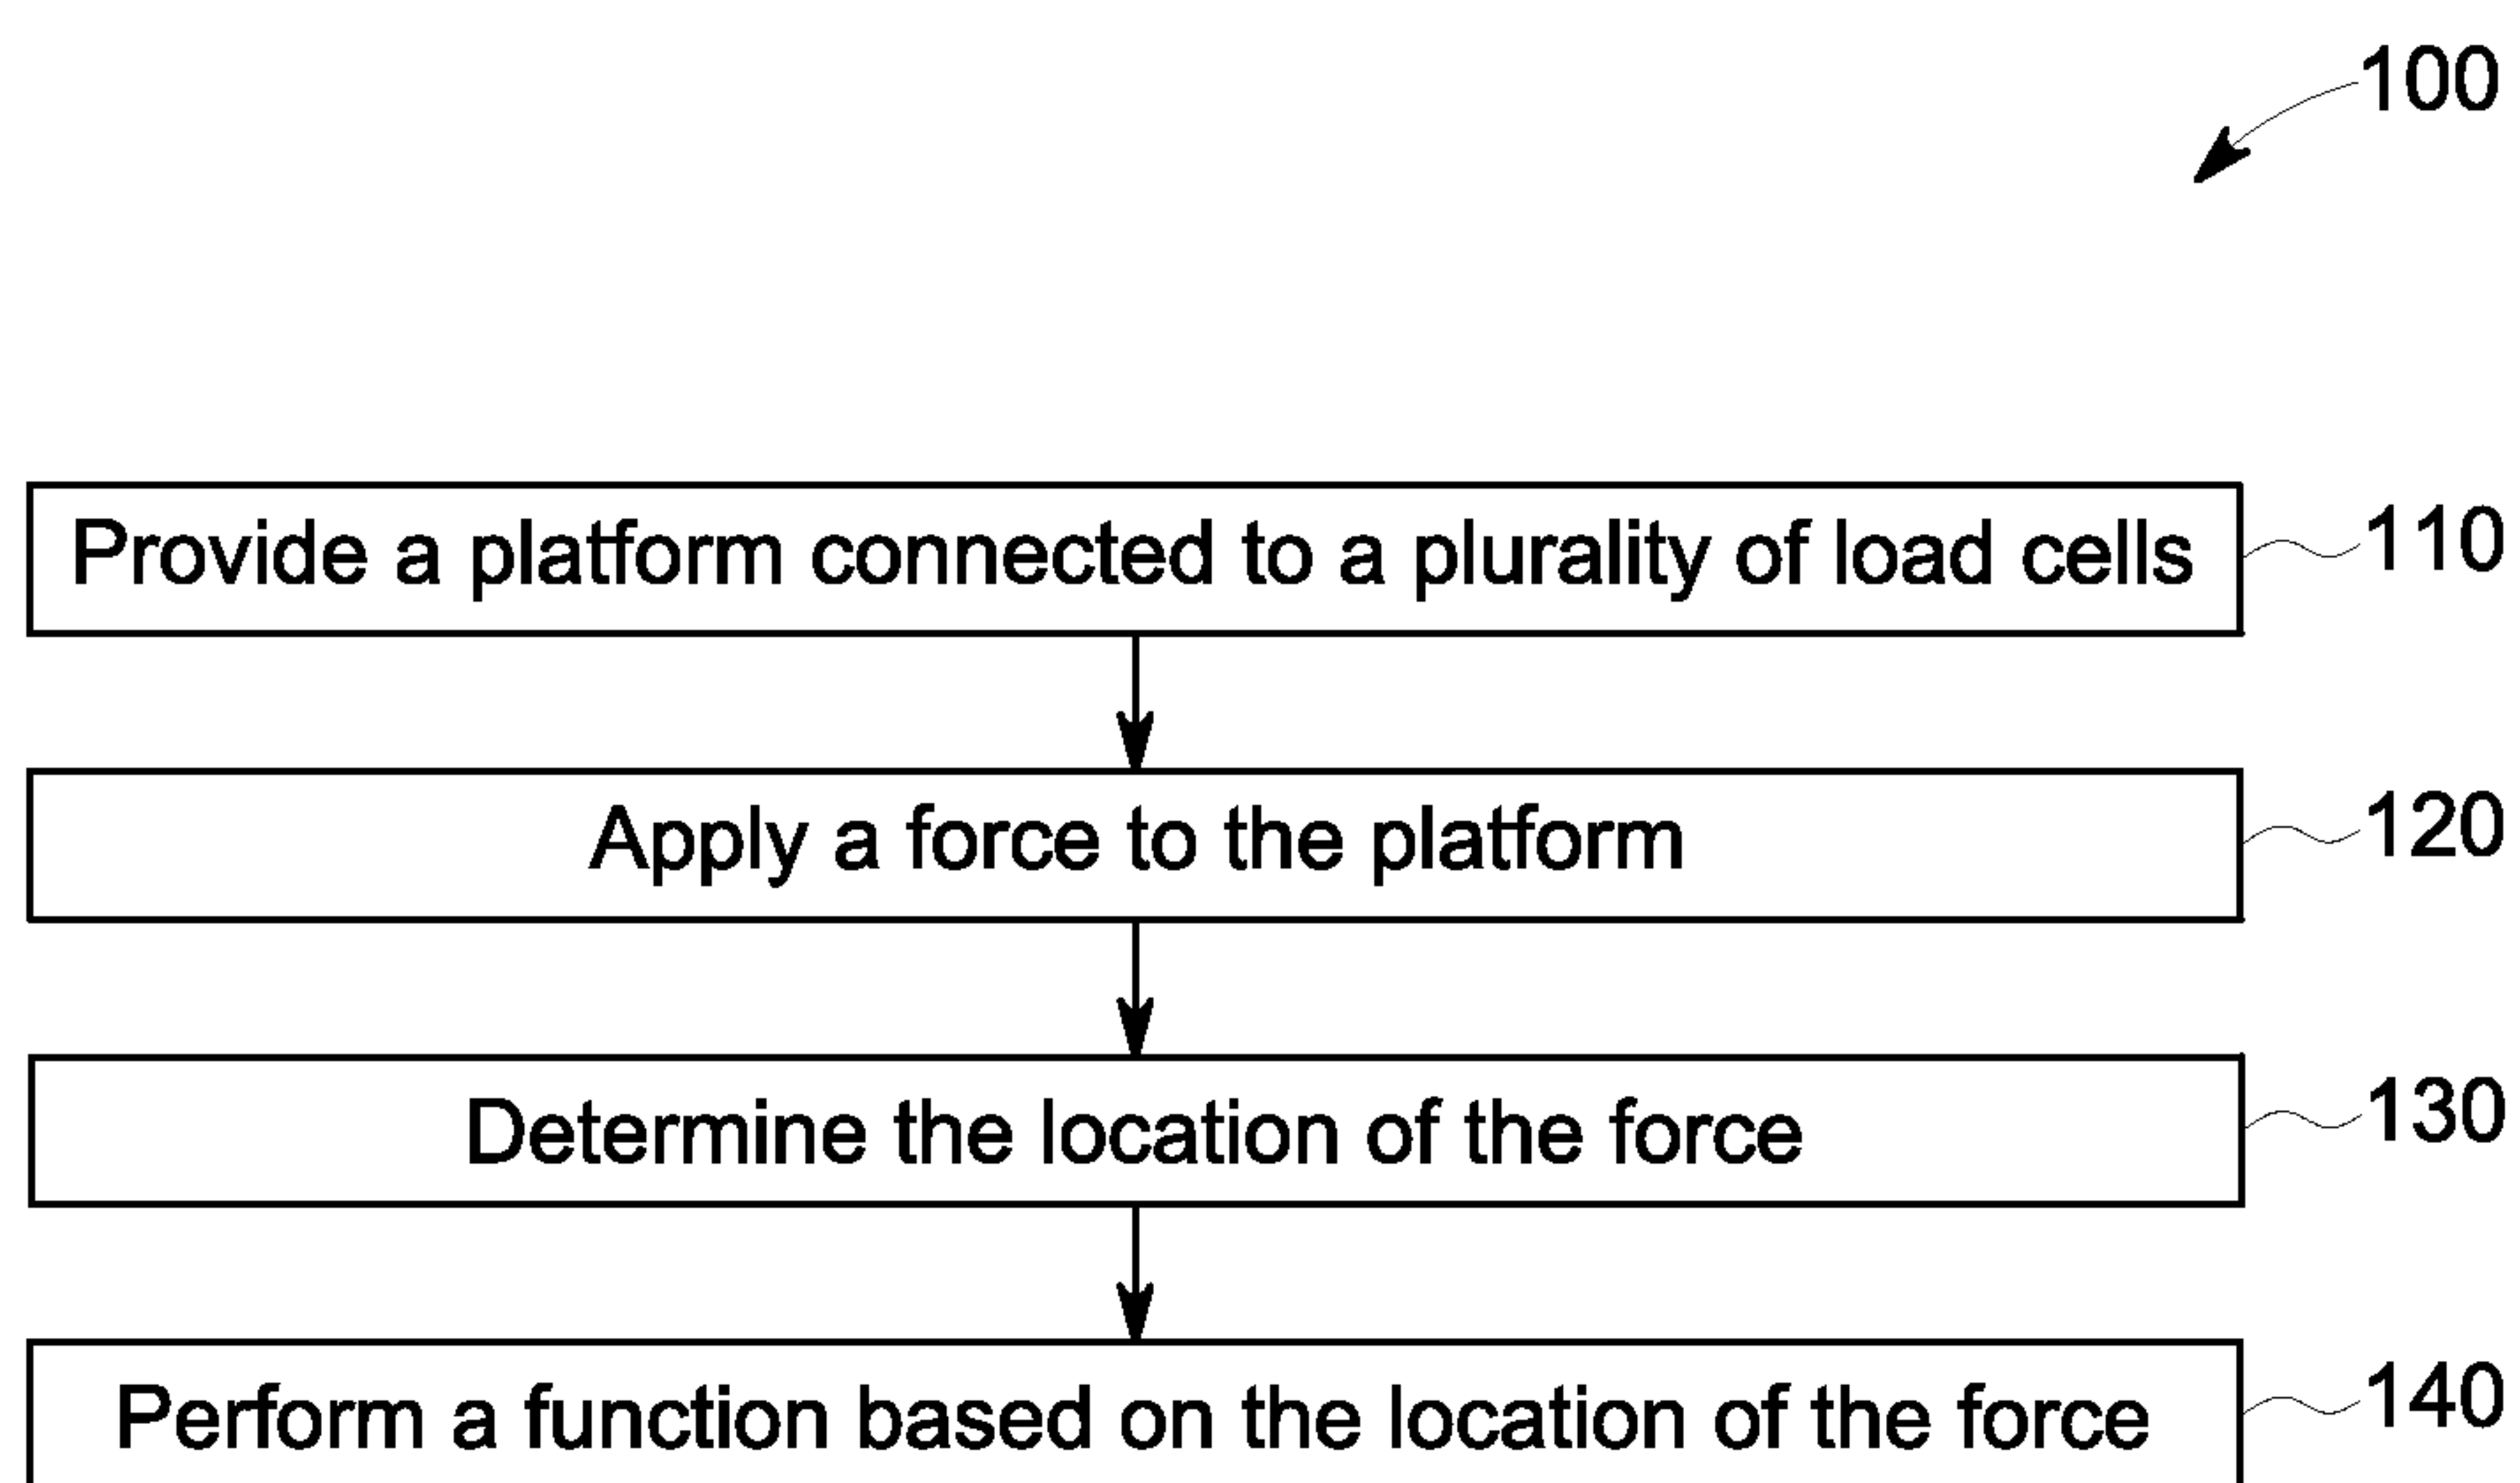 100
Provide a platform connected to a plurality of load cells
110
Apply a force to the platform
120
Determine the location of the force
130
Perform a function based on the location of the force
140